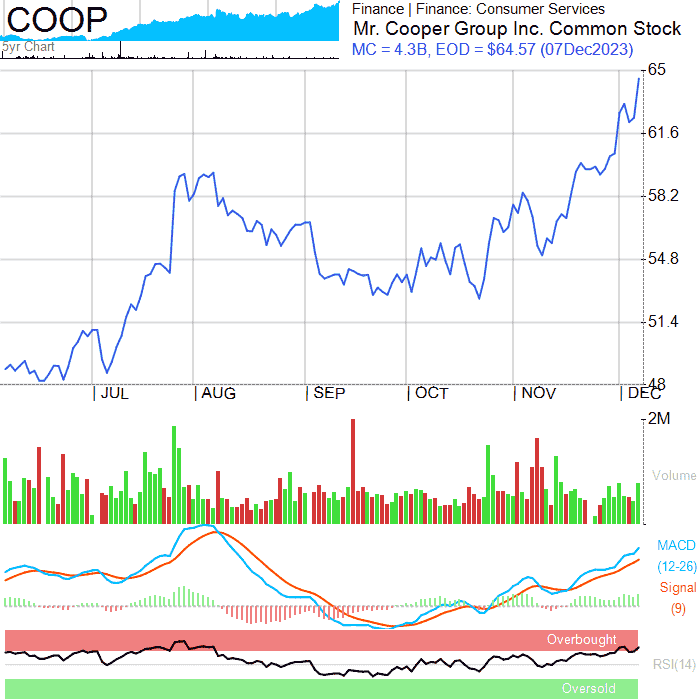 COOP
5yr Chart
Finance | Finance: Consumer Services
Mr. Cooper Group Inc. Common Stock
MC = 4.3B, EOD = $64.57 (07Dec2023)
65
61.6
58.2
54.8
51.4
48
JUL AUG SEP OCT NOV DEC
2M
Volume
MACD
(12-26)
Signal
(9)
Overbought
RSI(14)
Oversold